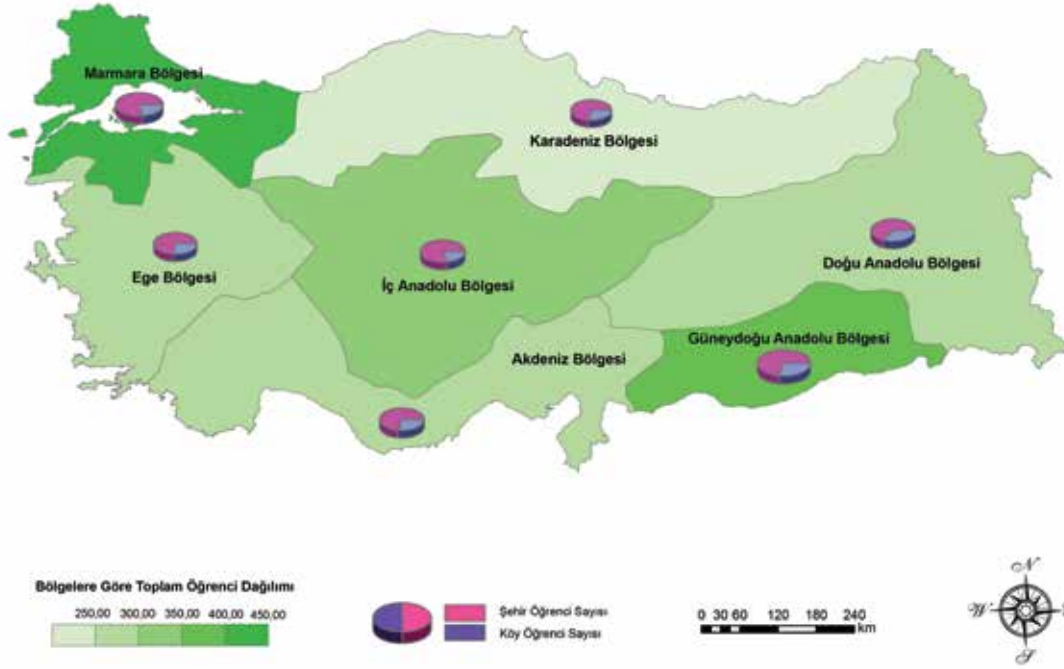 Marmara Bölgesi
Karadeniz Bölgesi
Ege Bölgesi
İç Anadolu Bölgesi
Doğu Anadolu Bölgesi
Güneydoğu Anadolu Bölgesi
Akdeniz Bölgesi
Bölgelere Göre Toplam Öğrenci Dağılımı
250,00 300,00 350,00 400,00 450,00
Şehir Öğrenci Sayısı
Köy Öğrenci Sayısı
0 30 60 120 180 240
km
N
W
S